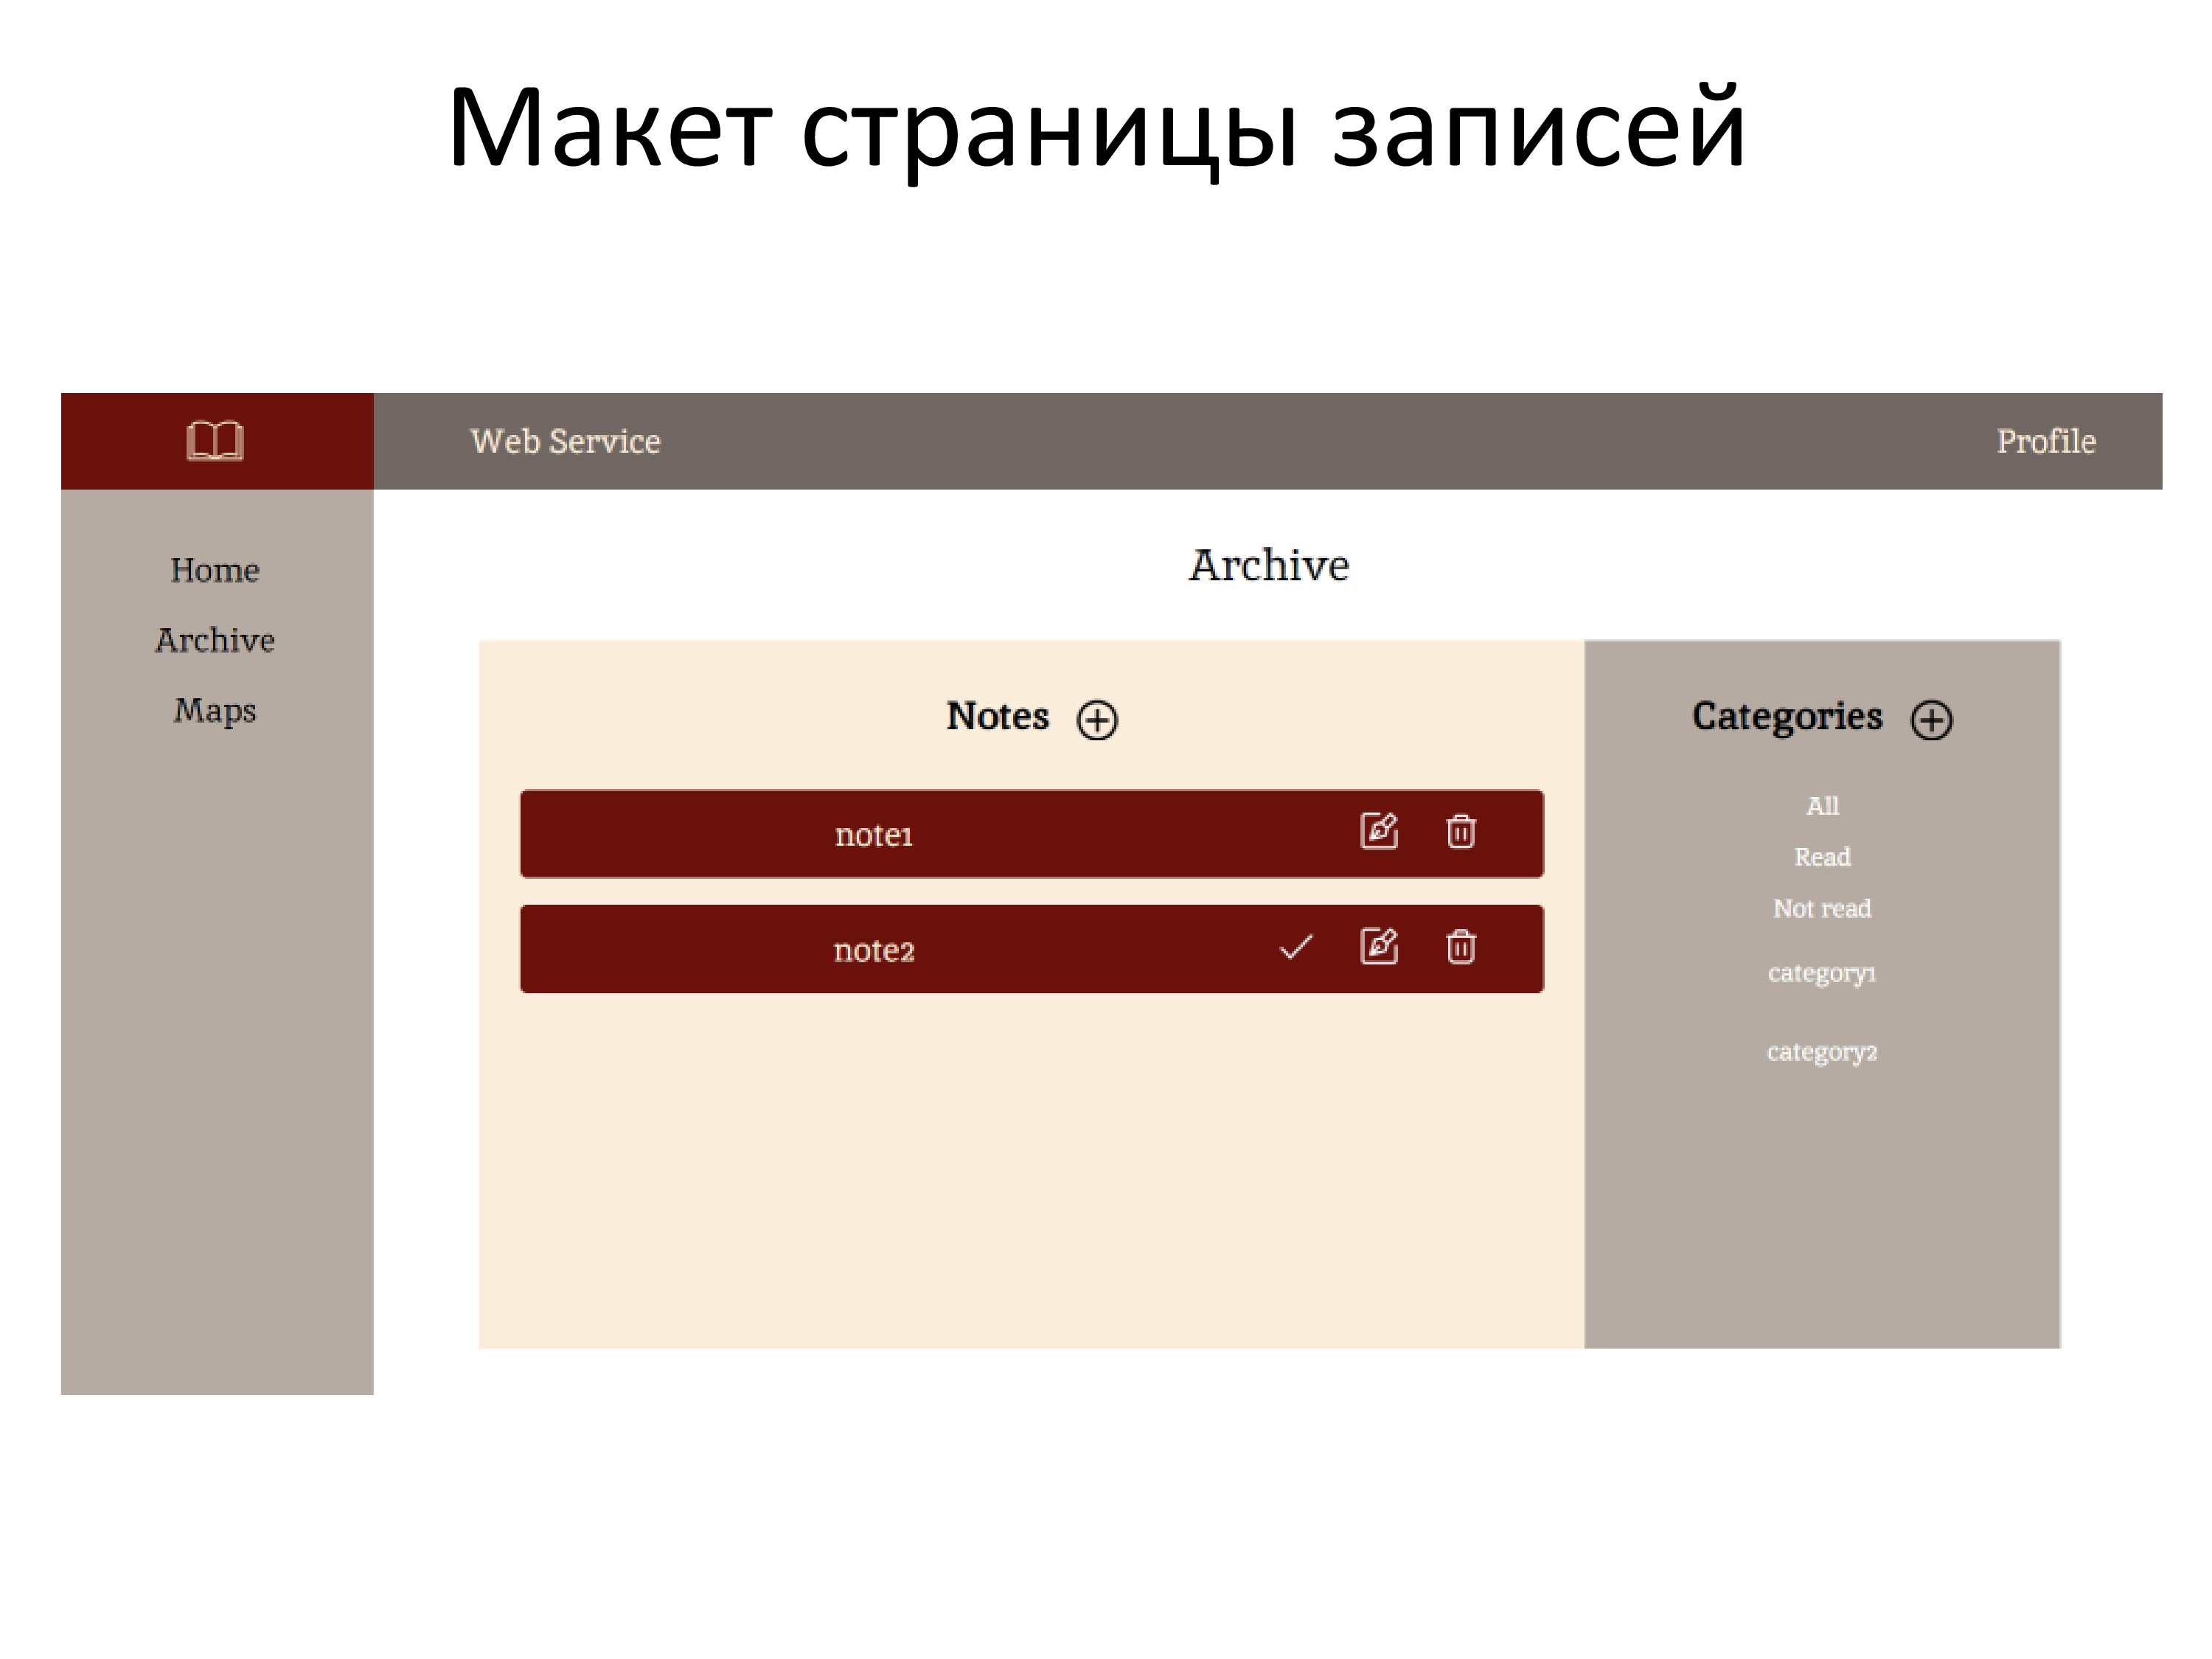 Макет страницы записей
Web Service
Profile
Home
Archive
Maps
Archive
Notes
note1
note2
Categories
All
Read
Not read
category1
category2